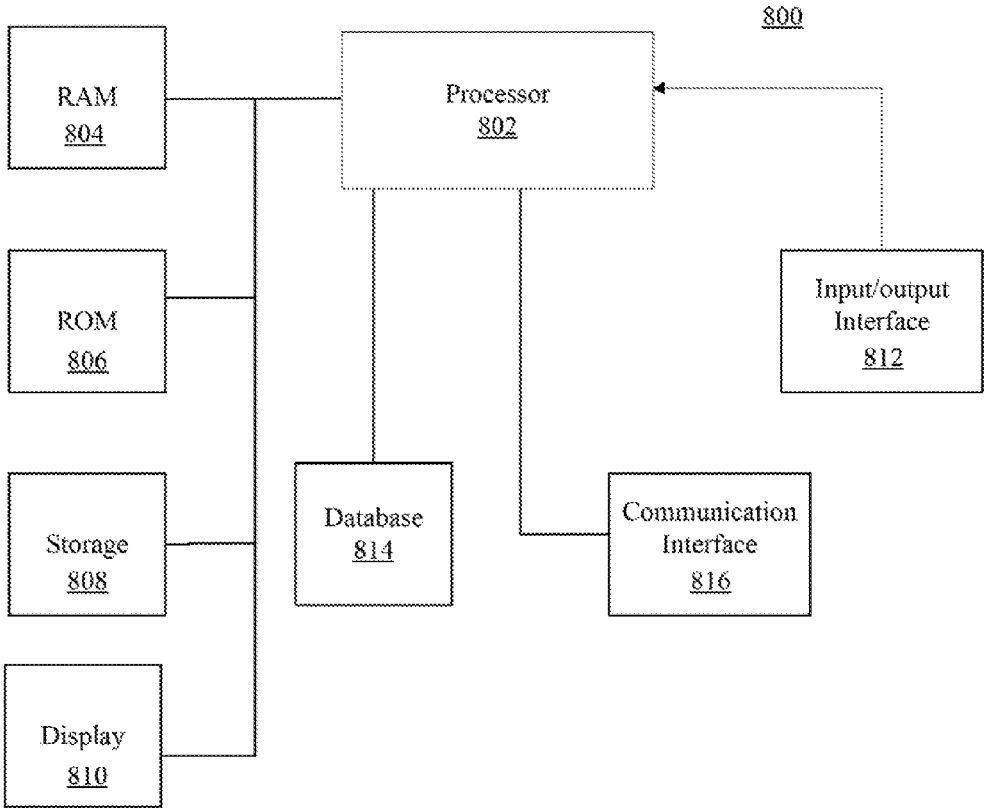 800
RAM
804
Processor
802
ROM
806
Input/output
Interface
812
Storage
808
Database
814
Communication
Interface
816
Display
810